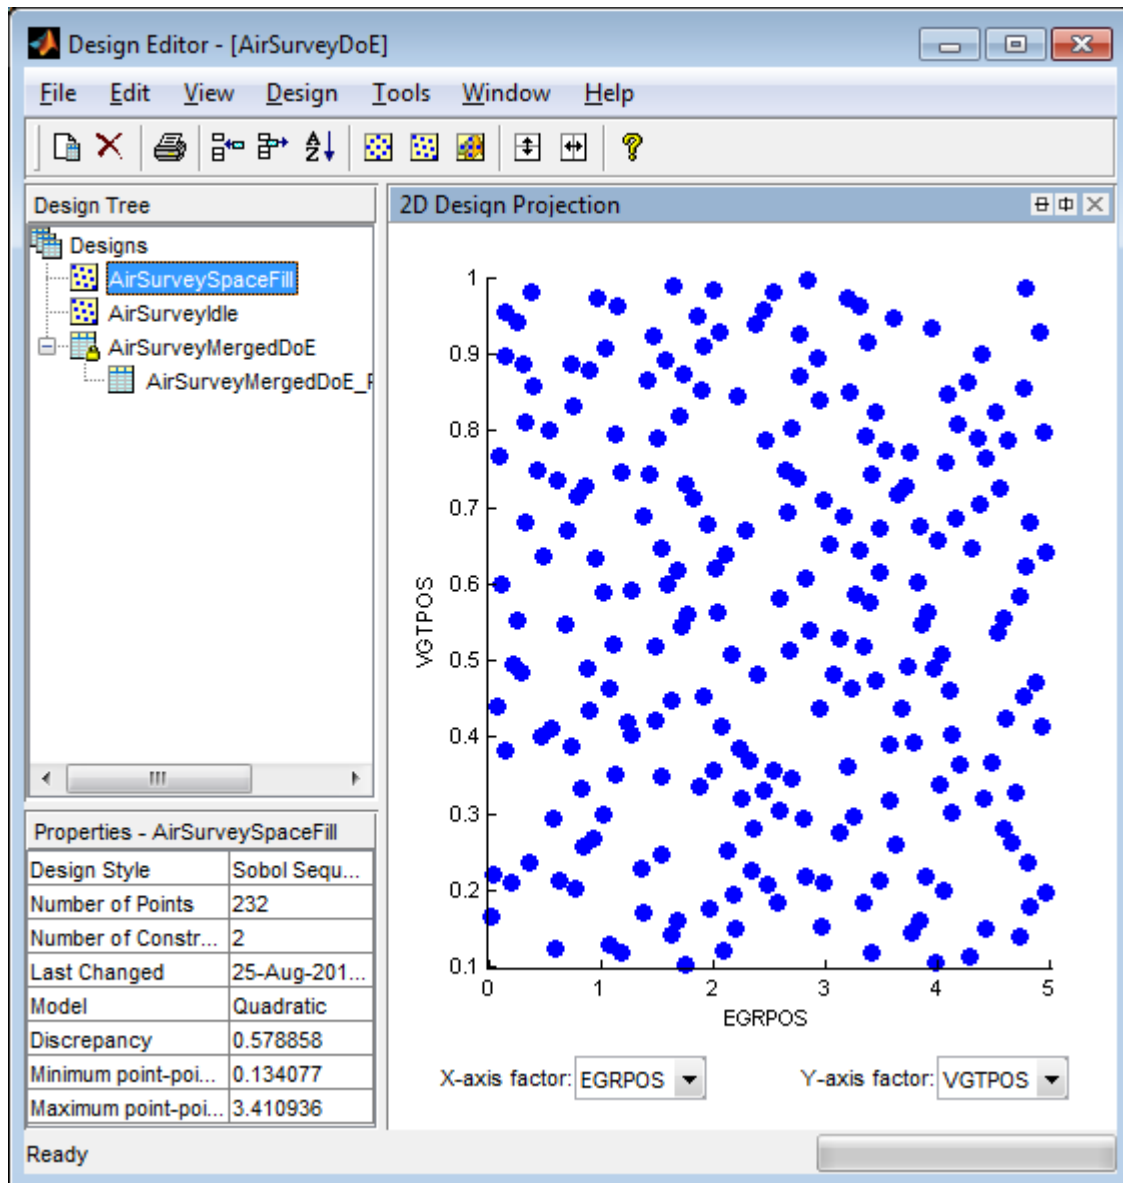 Design Editor - [AirSurveyDoE]
File Edit View Design Tools Window Help
Design Tree
Designs
AirSurveySpaceFill
AirSurveyIdle
AirSurveyMergedDoE
AirSurveyMergedDoE_F
Properties - AirSurveySpaceFill
Design Style Sobol Sequ...
Number of Points 232
Number of Constr... 2
Last Changed 25-Aug-201...
Model Quadratic
Discrepancy 0.578858
Minimum point-poi... 0.134077
Maximum point-poi... 3.410936
2D Design Projection
1
0.9
0.8
0.7
0.6
0.5
0.4
0.3
0.2
0.1
VGTPOS
0 1 2 3 4 5
EGRPOS
X-axis factor: EGRPOS Y-axis factor: VGTPOS
Ready